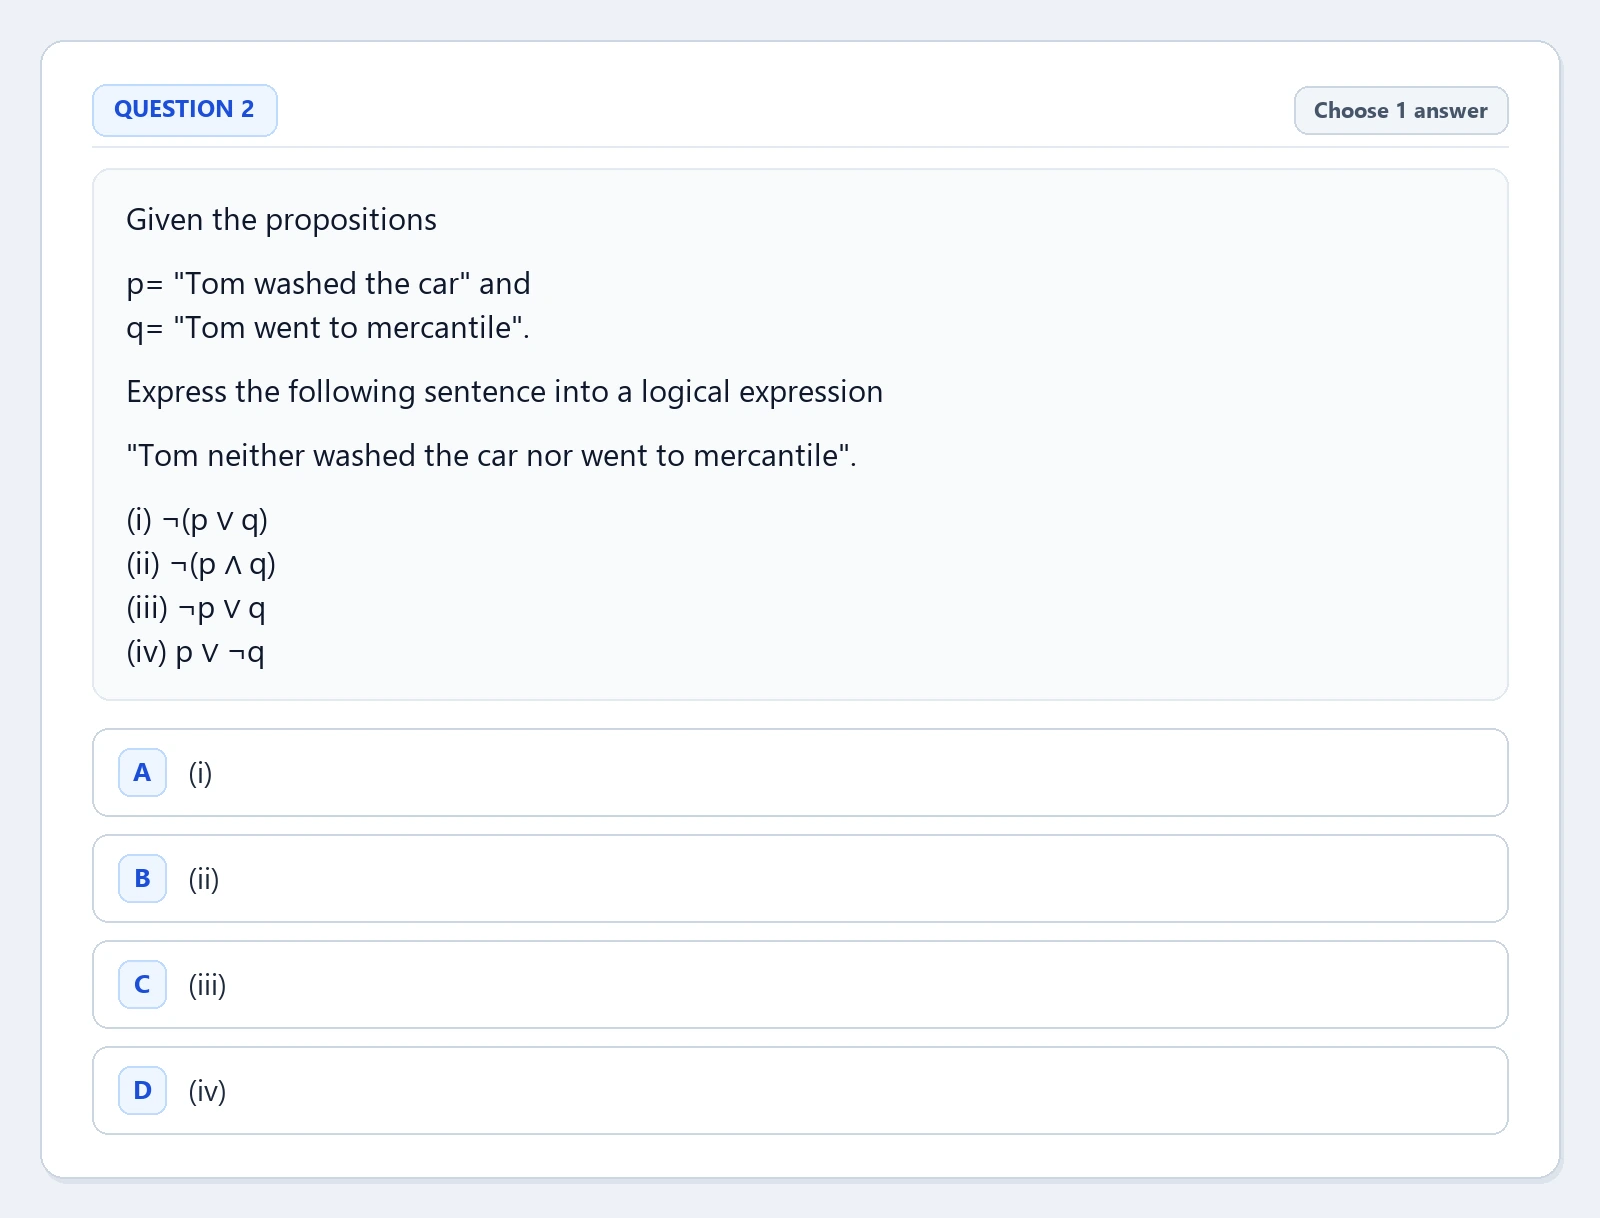 QUESTION 2
Choose 1 answer
Given the propositions
p= "Tom washed the car" and
q= "Tom went to mercantile".
Express the following sentence into a logical expression
"Tom neither washed the car nor went to mercantile".
(i) ¬(p ∨ q)
(ii) ¬(p ∧ q)
(iii) ¬p ∨ q
(iv) p ∨ ¬q
A (i)
B (ii)
C (iii)
D (iv)